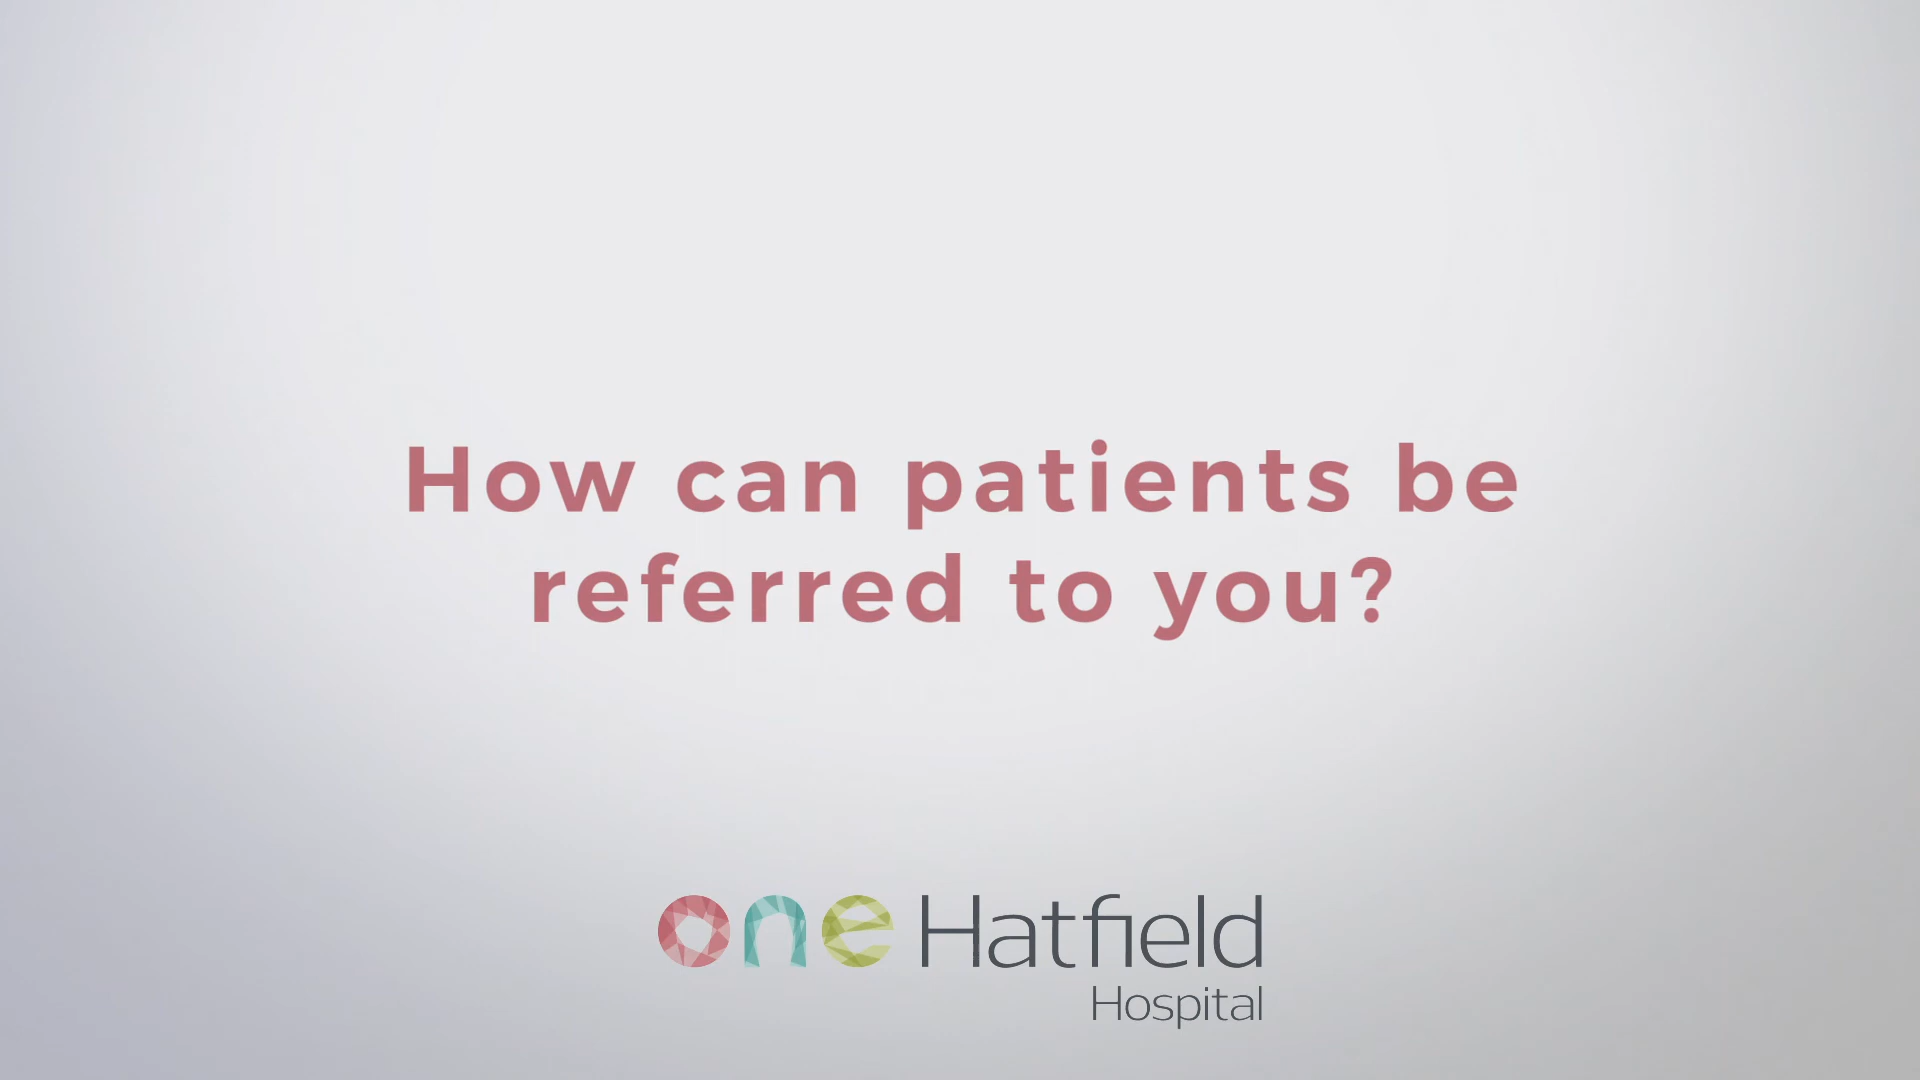 How can patients be
referred to you?
one Hatfield
Hospital